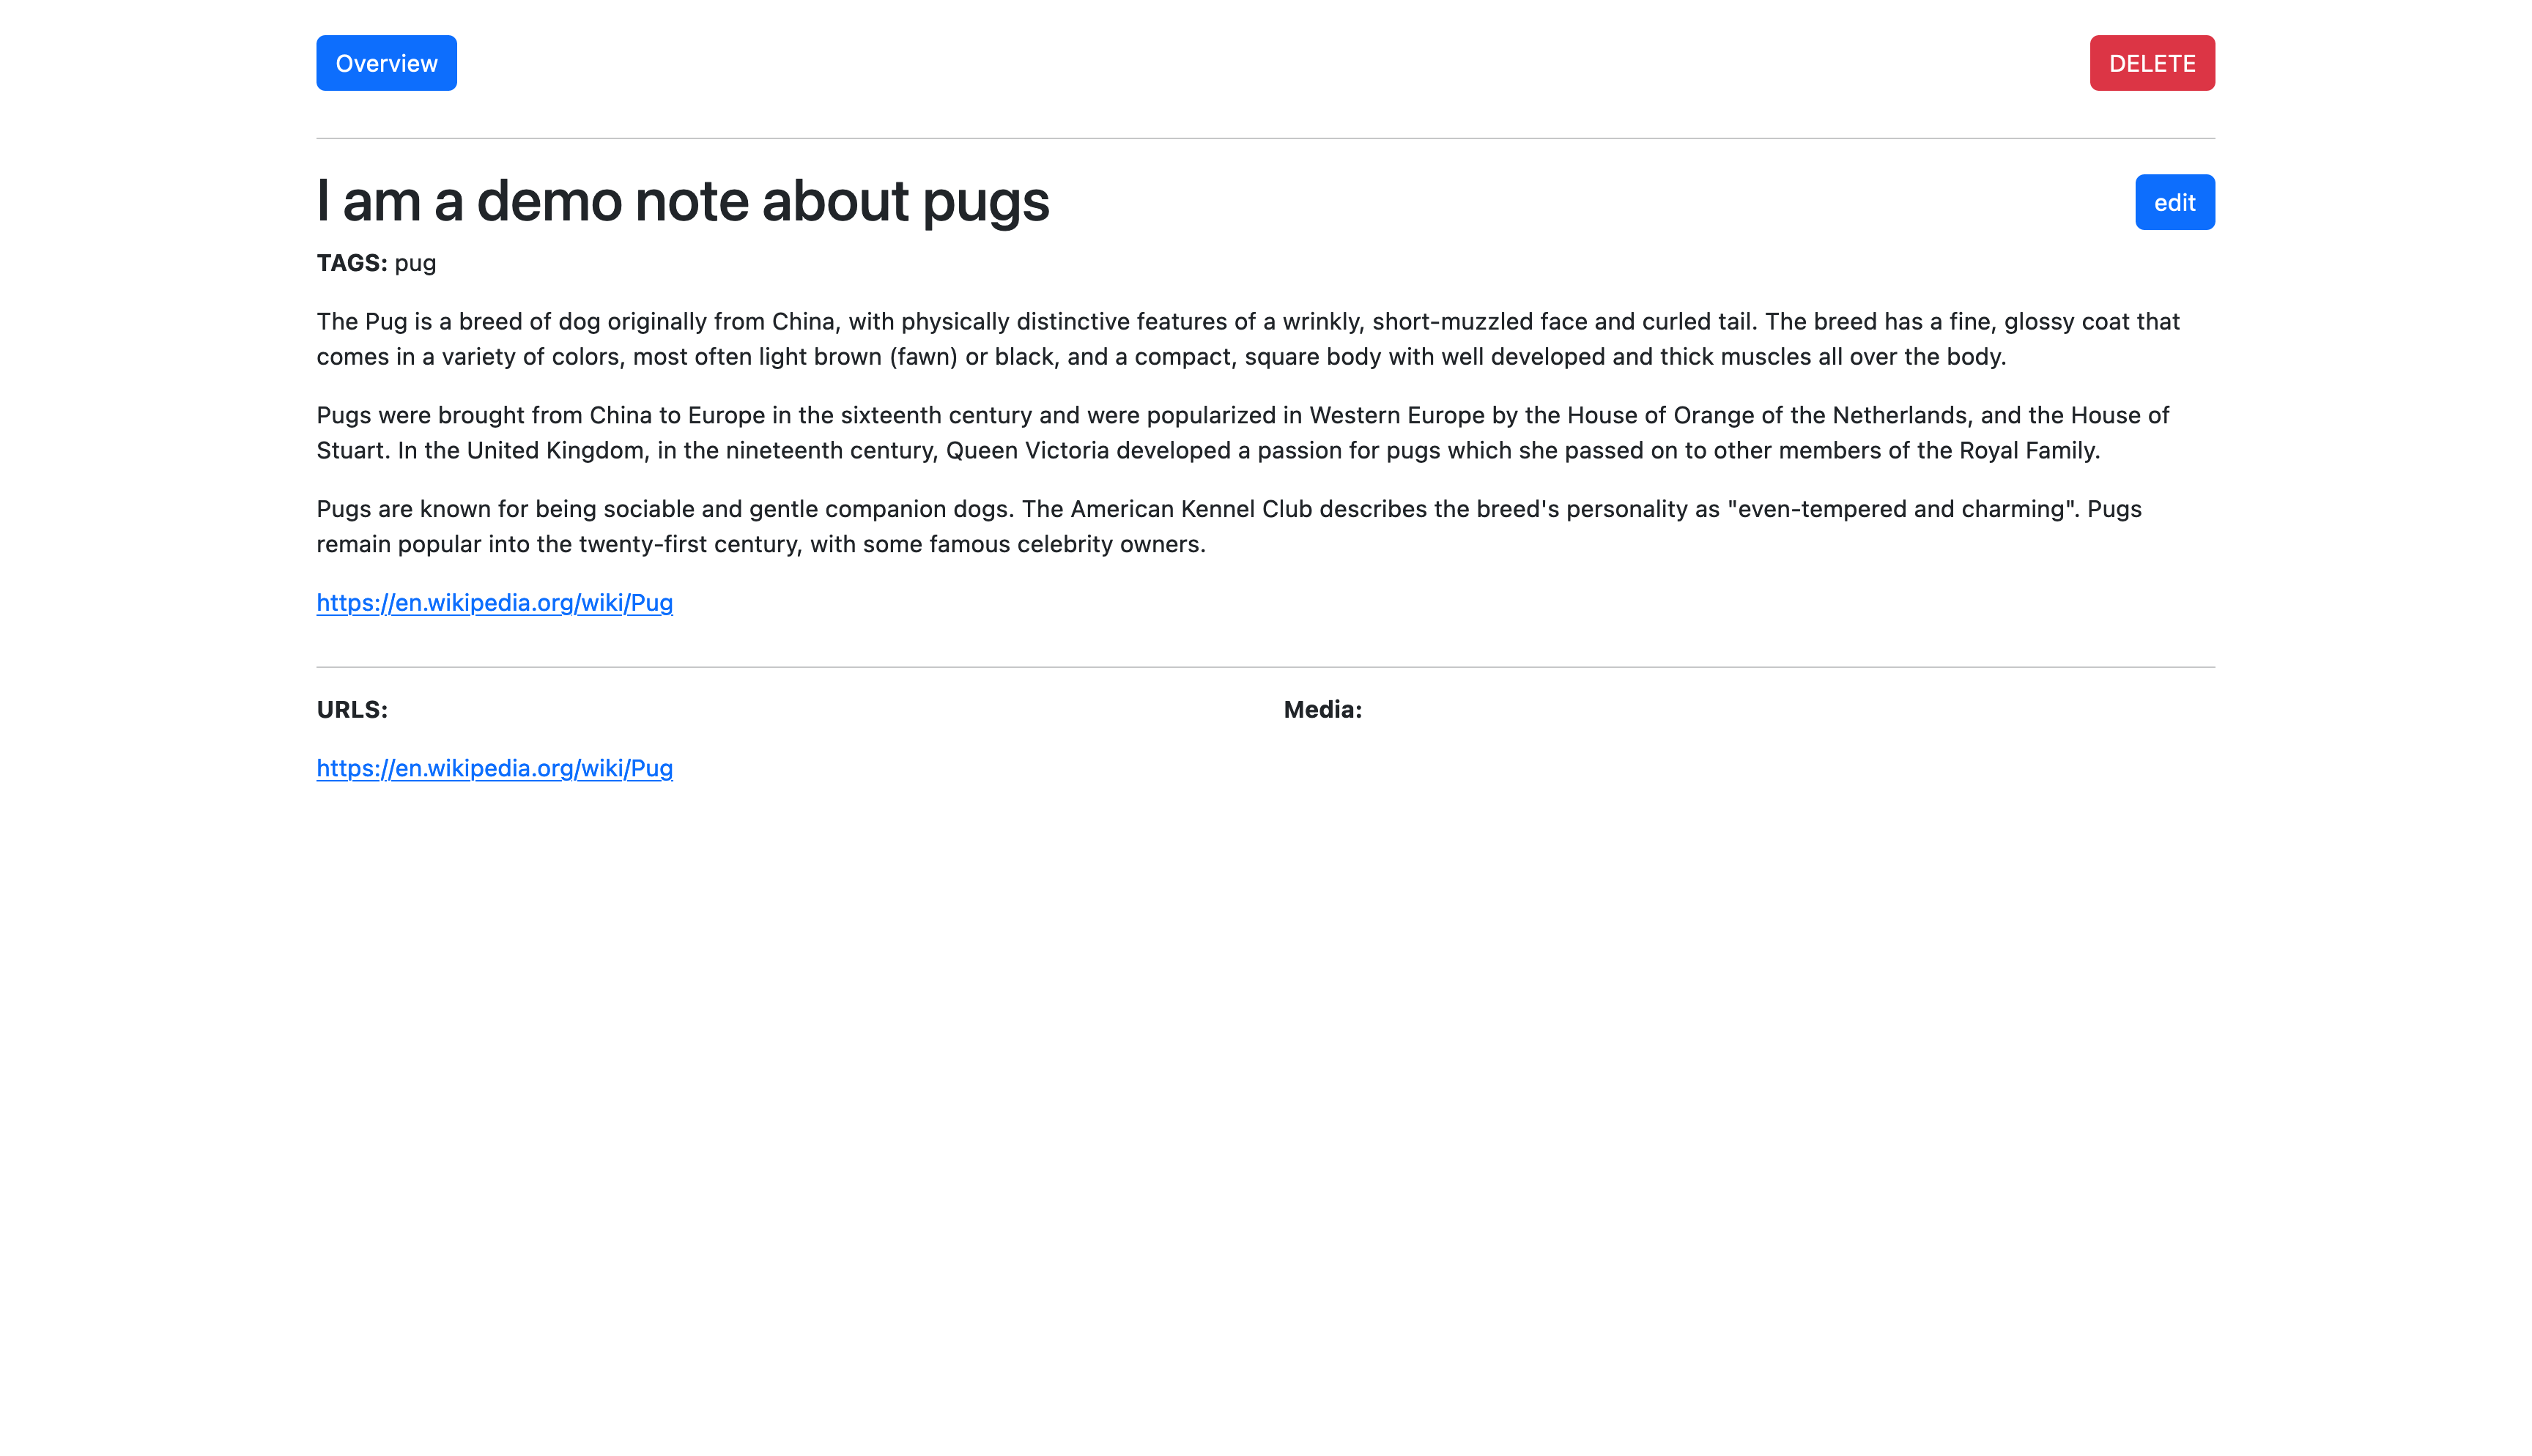 Overview
DELETE
I am a demo note about pugs
edit
TAGS: pug
The Pug is a breed of dog originally from China, with physically distinctive features of a wrinkly, short-muzzled face and curled tail. The breed has a fine, glossy coat that
comes in a variety of colors, most often light brown (fawn) or black, and a compact, square body with well developed and thick muscles all over the body.
Pugs were brought from China to Europe in the sixteenth century and were popularized in Western Europe by the House of Orange of the Netherlands, and the House of
Stuart. In the United Kingdom, in the nineteenth century, Queen Victoria developed a passion for pugs which she passed on to other members of the Royal Family.
Pugs are known for being sociable and gentle companion dogs. The American Kennel Club describes the breed's personality as "even-tempered and charming". Pugs
remain popular into the twenty-first century, with some famous celebrity owners.
https://en.wikipedia.org/wiki/Pug
URLS:
https://en.wikipedia.org/wiki/Pug
Media: